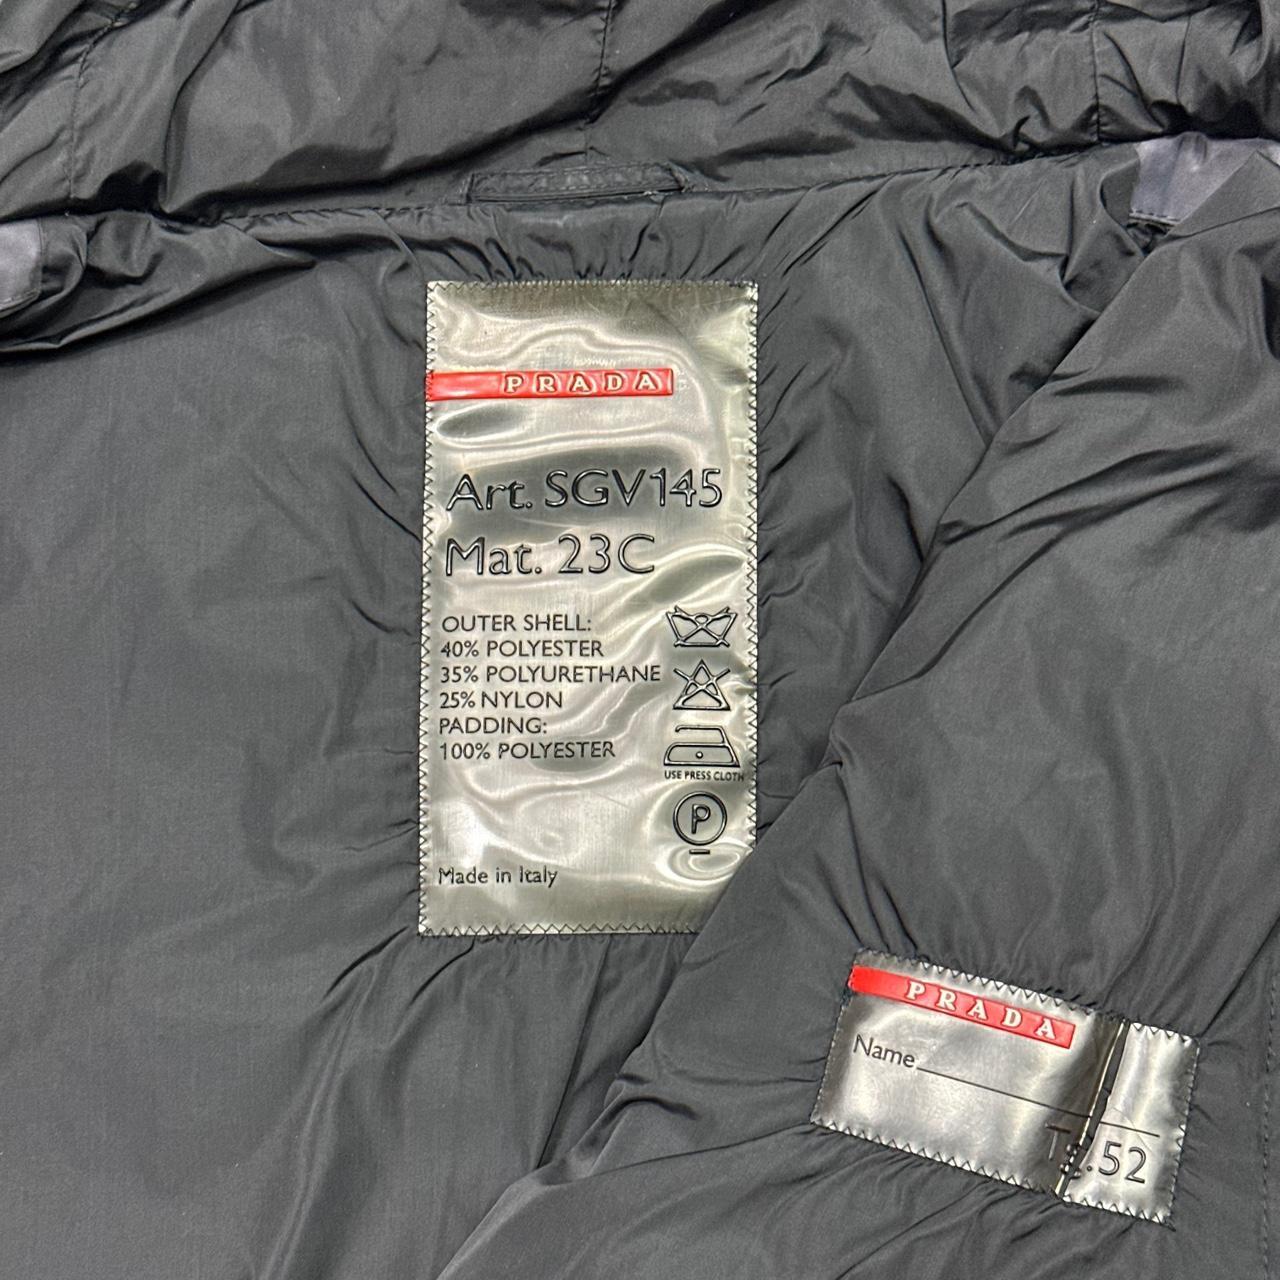 PRADA
Art. SGV145
Mat. 23C
OUTER SHELL:
40% POLYESTER
35% POLYURETHANE
25% NYLON
PADDING:
100% POLYESTER
USE PRESS CLOTH
P
Made in Italy
PRADA
Name
Tg.52